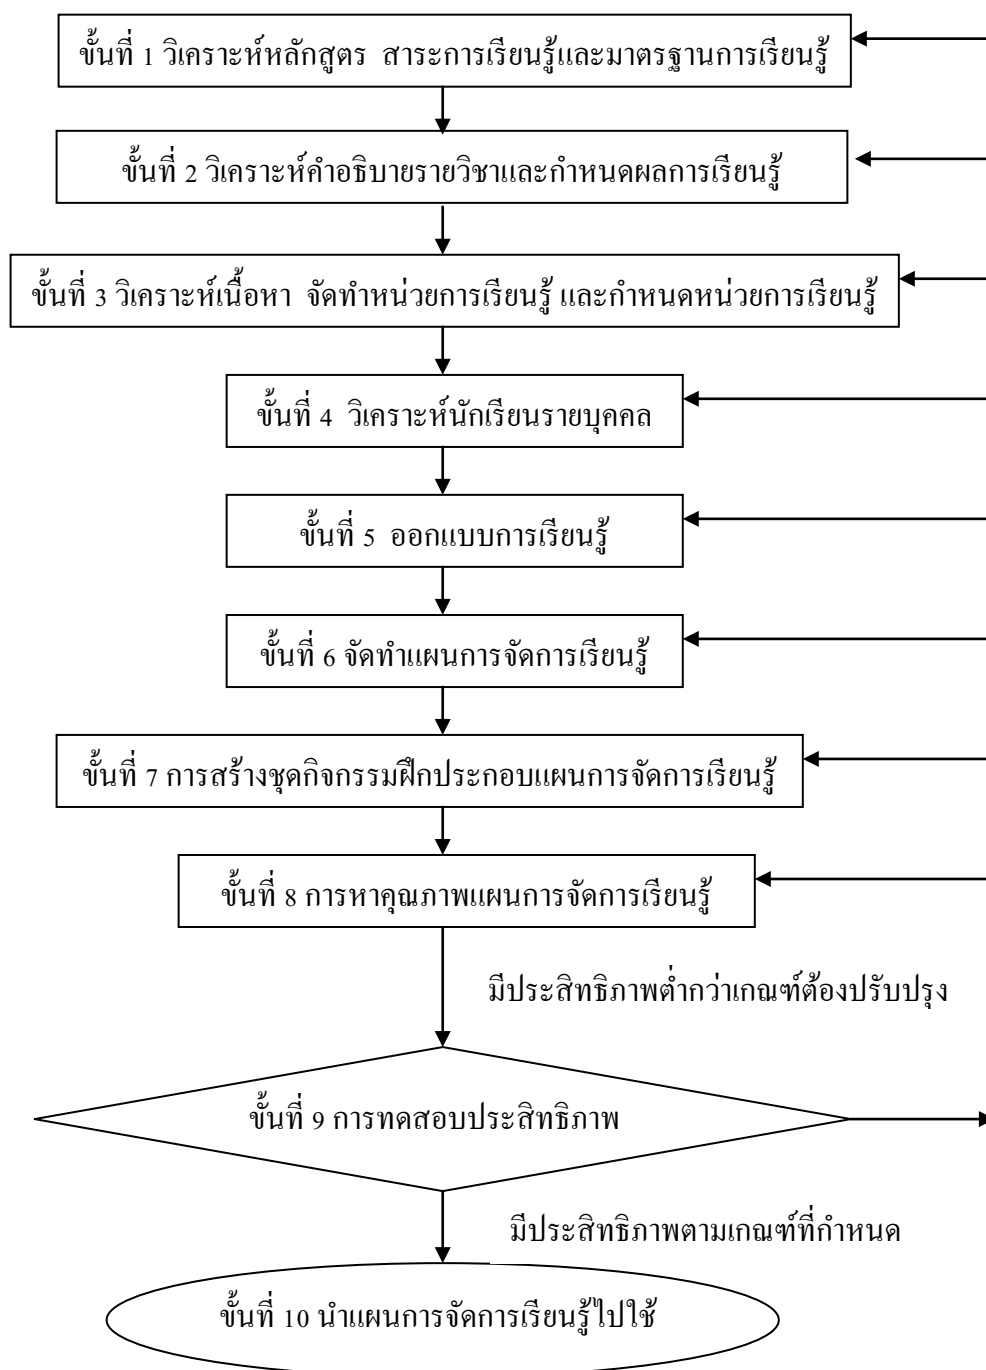 ขั้นที่ 1 วิเคราะห์หลักสูตร สาระการเรียนรู้และมาตรฐานการเรียนรู้
ขั้นที่ 2 วิเคราะห์คำอธิบายรายวิชาและกำหนดผลการเรียนรู้
ขั้นที่ 3 วิเคราะห์เนื้อหา จัดทำหน่วยการเรียนรู้ และกำหนดหน่วยการเรียนรู้
ขั้นที่ 4 วิเคราะห์นักเรียนรายบุคคล
ขั้นที่ 5 ออกแบบการเรียนรู้
ขั้นที่ 6 จัดทำแผนการจัดการเรียนรู้
ขั้นที่ 7 การสร้างชุดกิจกรรมฝึกประกอบแผนการจัดการเรียนรู้
ขั้นที่ 8 การหาคุณภาพแผนการจัดการเรียนรู้
มีประสิทธิภาพต่ำกว่าเกณฑ์ต้องปรับปรุง
ขั้นที่ 9 การทดสอบประสิทธิภาพ
มีประสิทธิภาพตามเกณฑ์ที่กำหนด
ขั้นที่ 10 นำแผนการจัดการเรียนรู้ไปใช้